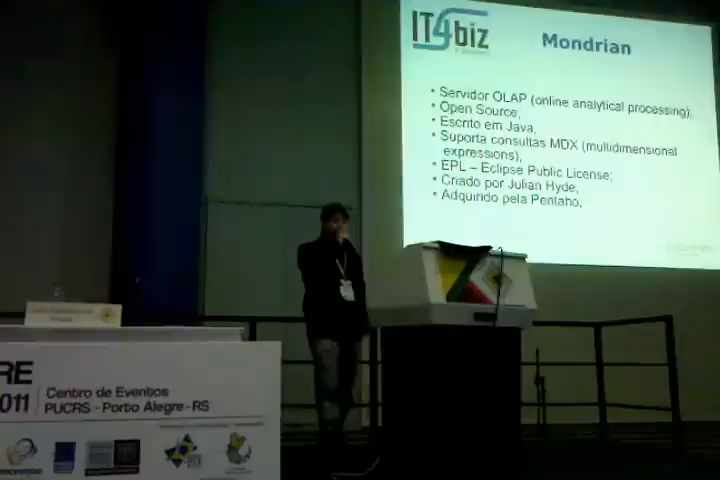 IT4biz
Mondrian
• Servidor OLAP (online analytical processing);
• Open Source;
• Escrito em Java,
• Suporta consultas MDX (multidimensional
expressions);
• EPL – Eclipse Public License;
• Criado por Julian Hyde,
• Adquirido pela Pentaho,
RE
011
Centro de Eventos
PUCRS - Porto Alegre - RS